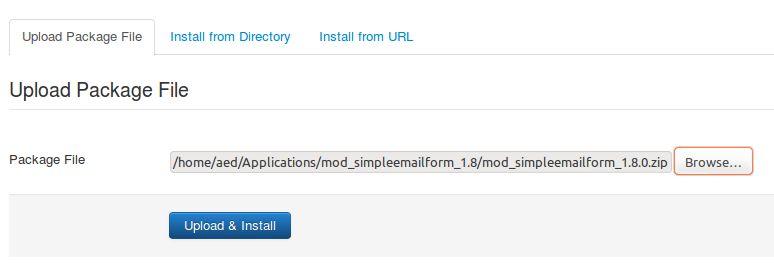 Upload Package File Install from Directory Install from URL
Upload Package File
Package File /home/aed/Applications/mod_simpleemailform_1.8/mod_simpleemailform_1.8.0.zip Browse...
Upload & Install